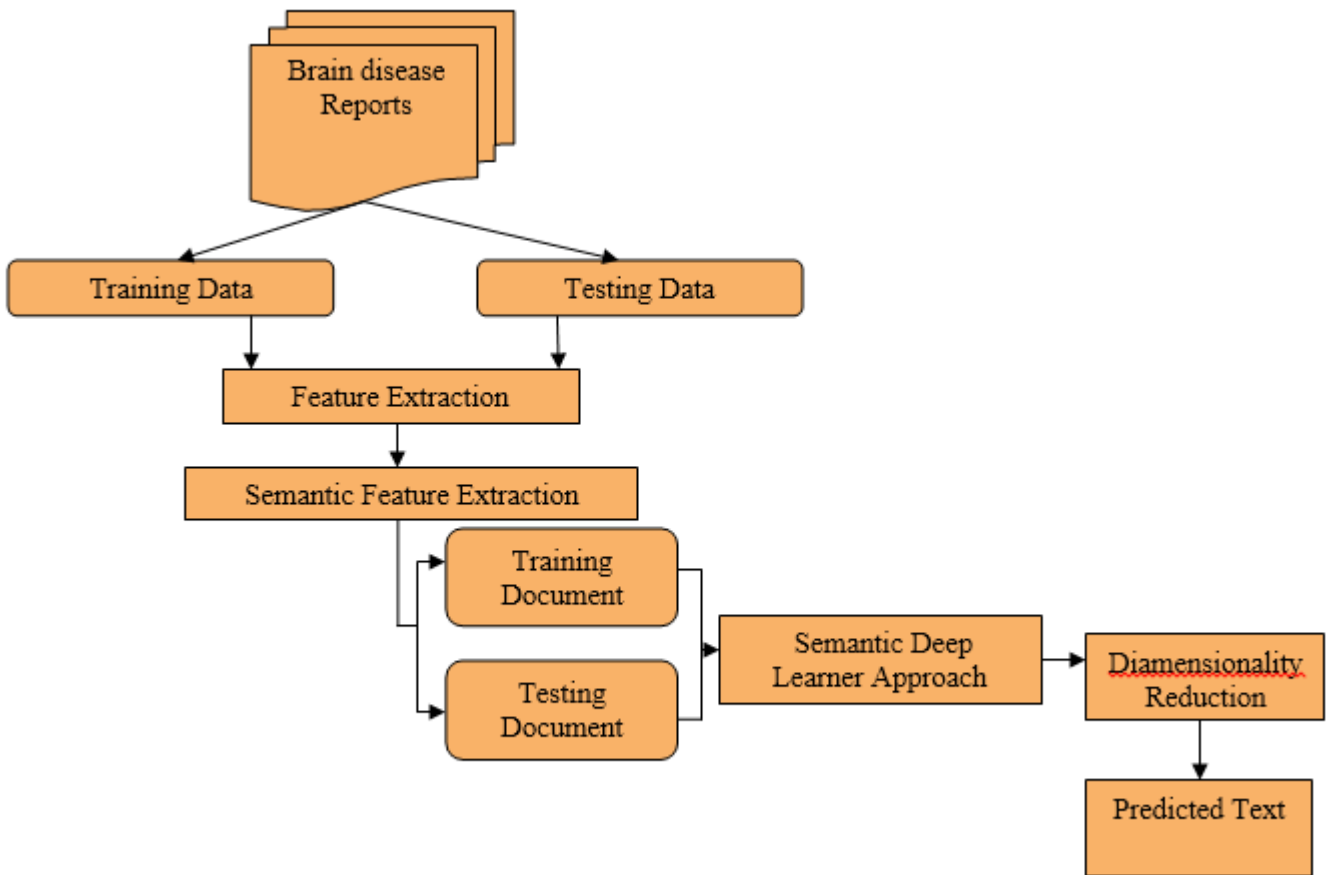 Brain disease
Reports
Training Data
Testing Data
Feature Extraction
Semantic Feature Extraction
Training
Document
Testing
Document
Semantic Deep
Learner Approach
Diamensionality
Reduction
Predicted Text